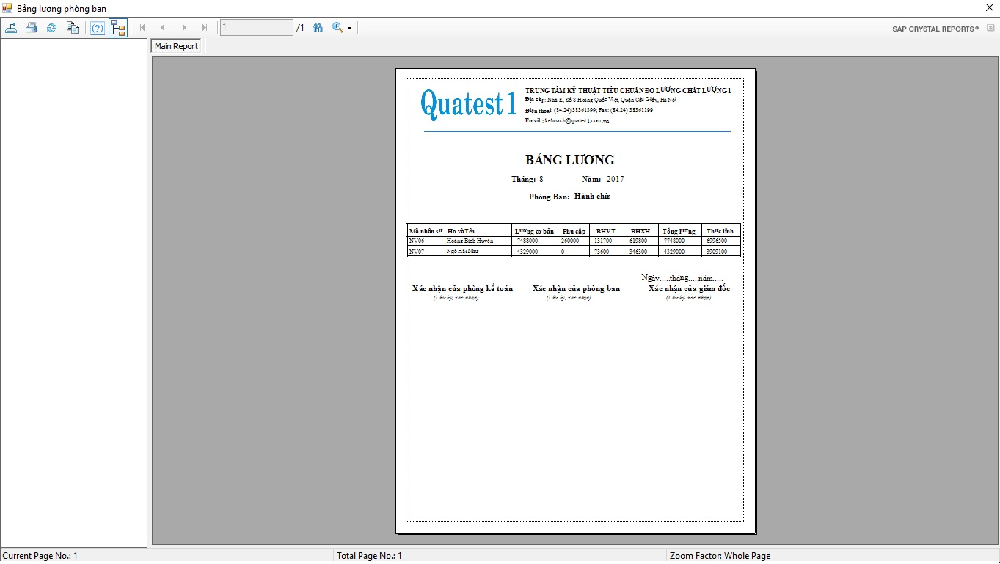 Bảng lương phòng ban
1 /1 SAP CRYSTAL REPORTS®
Main Report
Quatest 1
TRUNG TÂM KỸ THUẬT TIÊU CHUẨN ĐO LƯỜNG CHẤT LƯỢNG 1
Địa chỉ : Nhà E, Số 8 Hoàng Quốc Việt, Quận Cầu Giấy, Hà Nội
Điện thoại: (84.24) 38361399; Fax: (84.24) 38361199
Email : kehoach@quatest1.com.vn
BẢNG LƯƠNG
Tháng: 8 Năm: 2017
Phòng Ban: Hành chín
Mã nhân sự Họ và Tên Lương cơ bản Phụ cấp BHYT BHXH Tổng lương Thực lĩnh
NV06 Hoàng Bích Huyền 7488000 260000 131700 619800 7748000 6996500
NV07 Ngô Hải Như 4329000 0 73600 346300 4329000 3909100
Ngày.....tháng.....năm.....
Xác nhận của phòng kế toán Xác nhận của phòng ban Xác nhận của giám đốc
(Chữ ký, xác nhận) (Chữ ký, xác nhận) (Chữ ký, xác nhận)
Current Page No.: 1 Total Page No.: 1 Zoom Factor: Whole Page